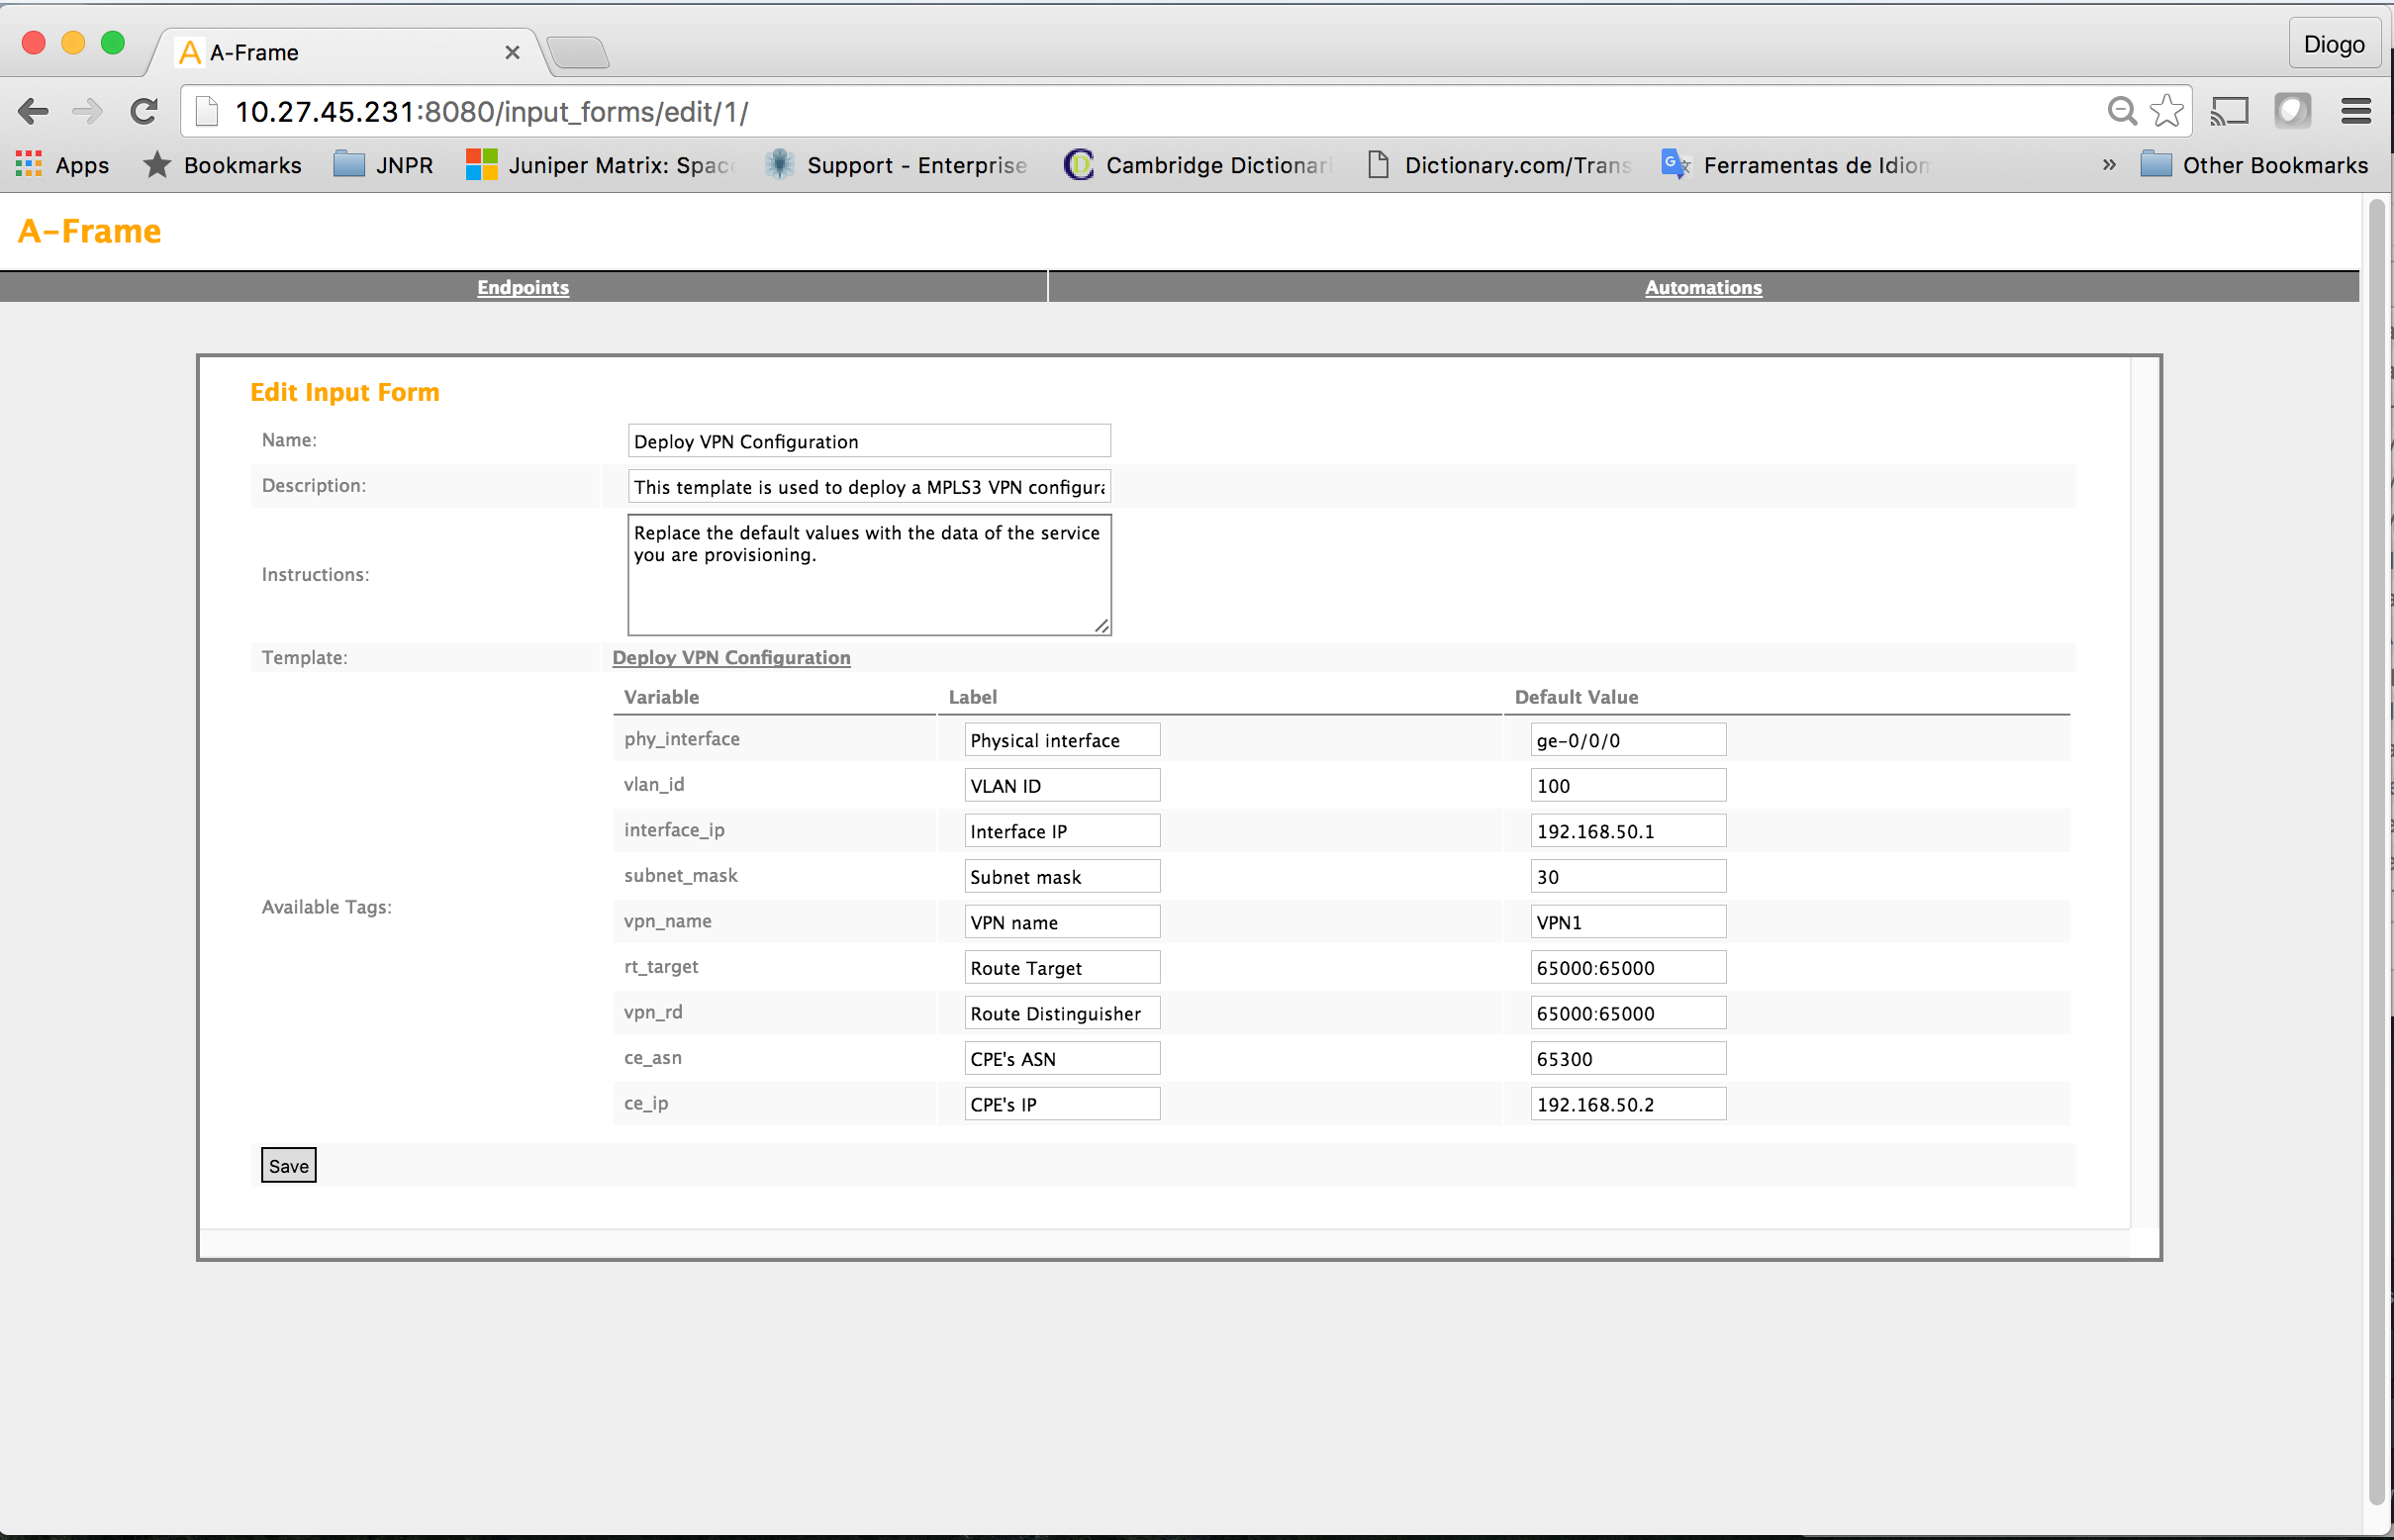 A-Frame
Diogo
10.27.45.231:8080/input_forms/edit/1/
Apps Bookmarks JNPR Juniper Matrix: Space Support - Enterprise Cambridge Dictionari Dictionary.com/Trans Ferramentas de Idiom » Other Bookmarks
A-Frame
Endpoints Automations
Edit Input Form
Name: Deploy VPN Configuration
Description: This template is used to deploy a MPLS3 VPN configura
Instructions: Replace the default values with the data of the service
you are provisioning.
Template: Deploy VPN Configuration
Available Tags:
Variable Label Default Value
phy_interface Physical interface ge-0/0/0
vlan_id VLAN ID 100
interface_ip Interface IP 192.168.50.1
subnet_mask Subnet mask 30
vpn_name VPN name VPN1
rt_target Route Target 65000:65000
vpn_rd Route Distinguisher 65000:65000
ce_asn CPE's ASN 65300
ce_ip CPE's IP 192.168.50.2
Save